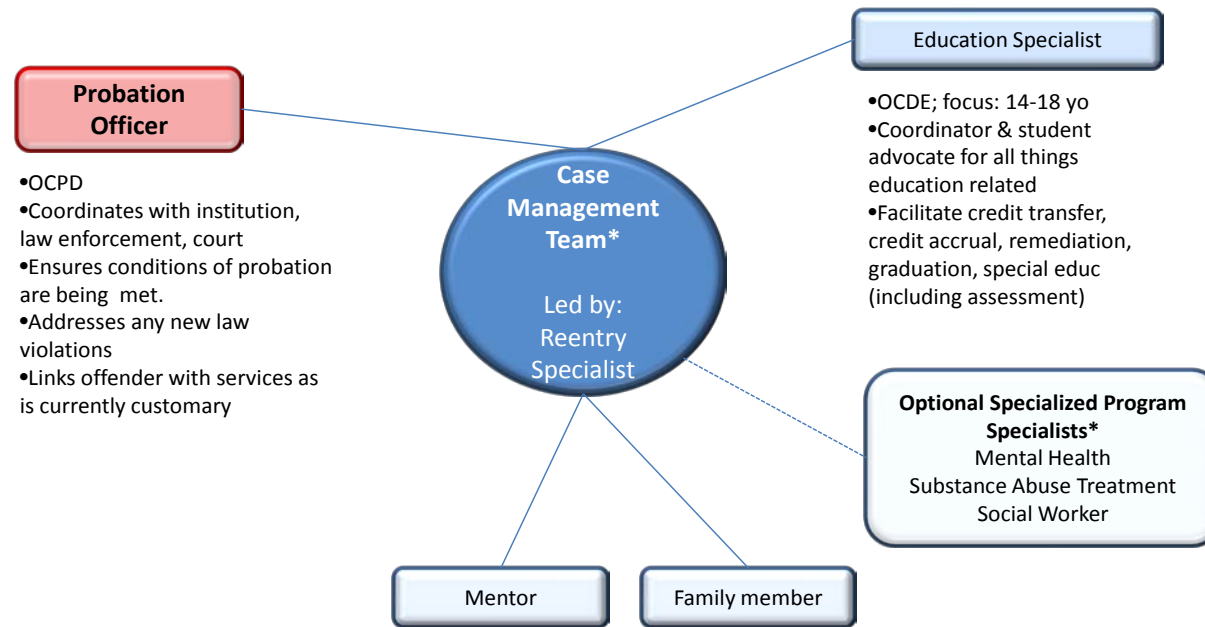 Education Specialist
•OCDE; focus: 14-18 yo
•Coordinator & student
advocate for all things
education related
•Facilitate credit transfer,
credit accrual, remediation,
graduation, special educ
(including assessment)
Probation
Officer
•OCPD
•Coordinates with institution,
law enforcement, court
•Ensures conditions of probation
are being  met.
•Addresses any new law
violations
•Links offender with services as
is currently customary
Case
Management
Team*
Led by:
Reentry
Specialist
Optional Specialized Program
Specialists*
Mental Health
Substance Abuse Treatment
Social Worker
Mentor
Family member